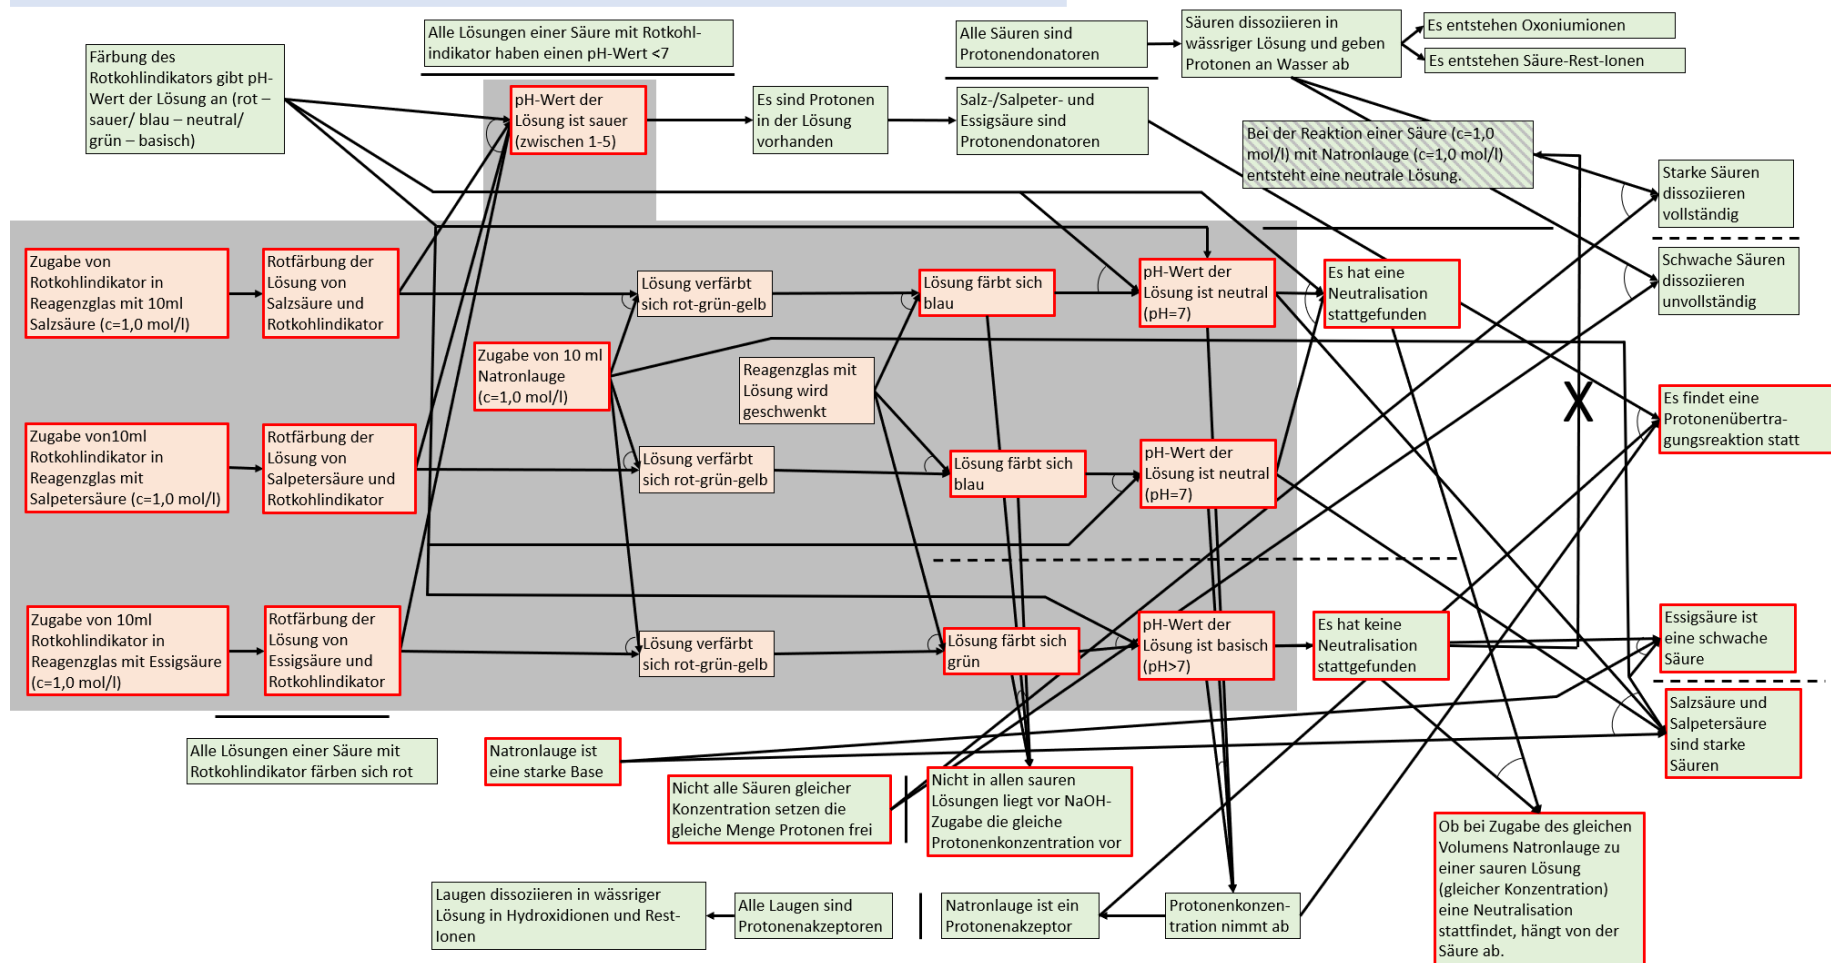 Alle Lösungen einer Säure mit Rotkohl-
indikator haben einen pH-Wert <7
Alle Säuren sind
Protonendonatoren
Säuren dissoziieren in
wässriger Lösung und geben
Protonen an Wasser ab
Es entstehen Oxoniumionen
Es entstehen Säure-Rest-Ionen
Färbung des
Rotkohlindikators gibt pH-
Wert der Lösung an (rot –
sauer/ blau – neutral/
grün – basisch)
pH-Wert der
Lösung ist sauer
(zwischen 1-5)
Es sind Protonen
in der Lösung
vorhanden
Salz-/Salpeter- und
Essigsäure sind
Protonendonatoren
Bei der Reaktion einer Säure (c=1,0
mol/l) mit Natronlauge (c=1,0 mol/l)
entsteht eine neutrale Lösung.
Starke Säuren
dissoziieren
vollständig
Schwache Säuren
dissoziieren
unvollständig
Zugabe von
Rotkohlindikator in
Reagenzglas mit 10ml
Salzsäure (c=1,0 mol/l)
Rotfärbung der
Lösung von
Salzsäure und
Rotkohlindikator
Lösung verfärbt
sich rot-grün-gelb
Lösung färbt sich
blau
pH-Wert der
Lösung ist neutral
(pH=7)
Es hat eine
Neutralisation
stattgefunden
Zugabe von 10 ml
Natronlauge
(c=1,0 mol/l)
Reagenzglas mit
Lösung wird
geschwenkt
X
Es findet eine
Protonenübertra-
gungsreaktion statt
Zugabe von10ml
Rotkohlindikator in
Reagenzglas mit
Salpetersäure (c=1,0 mol/l)
Rotfärbung der
Lösung von
Salpetersäure und
Rotkohlindikator
Lösung verfärbt
sich rot-grün-gelb
Lösung färbt sich
blau
pH-Wert der
Lösung ist neutral
(pH=7)
Zugabe von 10ml
Rotkohlindikator in
Reagenzglas mit Essigsäure
(c=1,0 mol/l)
Rotfärbung der
Lösung von
Essigsäure und
Rotkohlindikator
Lösung verfärbt
sich rot-grün-gelb
Lösung färbt sich
grün
pH-Wert der
Lösung ist basisch
(pH>7)
Es hat keine
Neutralisation
stattgefunden
Essigsäure ist
eine schwache
Säure
Salzsäure und
Salpetersäure
sind starke
Säuren
Alle Lösungen einer Säure mit
Rotkohlindikator färben sich rot
Natronlauge ist
eine starke Base
Nicht alle Säuren gleicher
Konzentration setzen die
gleiche Menge Protonen frei
Nicht in allen sauren
Lösungen liegt vor NaOH-
Zugabe die gleiche
Protonenkonzentration vor
Ob bei Zugabe des gleichen
Volumens Natronlauge zu
einer sauren Lösung
(gleicher Konzentration)
eine Neutralisation
stattfindet, hängt von der
Säure ab.
Laugen dissoziieren in wässriger
Lösung in Hydroxidionen und Rest-
Ionen
Alle Laugen sind
Protonenakzeptoren
Natronlauge ist ein
Protonenakzeptor
Protonenkonzen-
tration nimmt ab